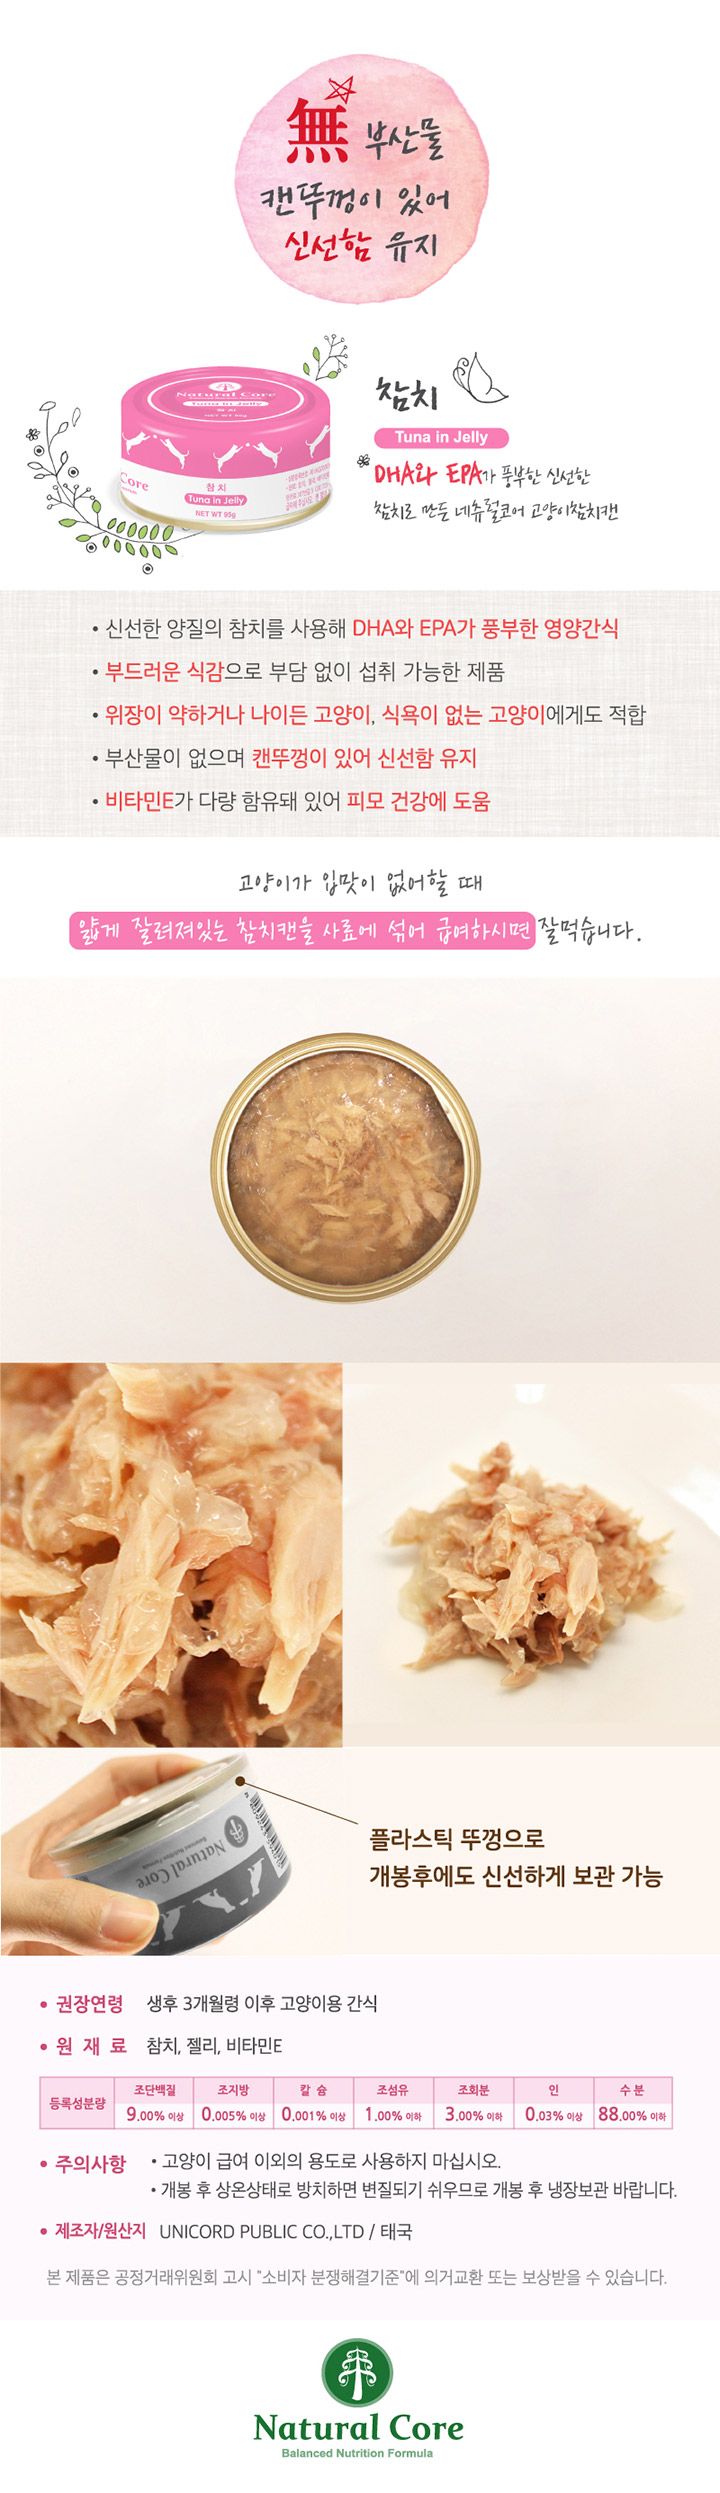 無 부산물
캔뚜껑이 있어
신선함 유지
Natural Core
Tuna in Jelly
참 치
NET WT 95g
Core
참 치
Tuna in Jelly
NET WT 95g
참치
Tuna in Jelly
DHA와 EPA가 풍부한 신선한
참치로 만든 네츄럴코어 고양이참치캔
• 신선한 양질의 참치를 사용해 DHA와 EPA가 풍부한 영양간식
• 부드러운 식감으로 부담 없이 섭취 가능한 제품
• 위장이 약하거나 나이든 고양이, 식욕이 없는 고양이에게도 적합
• 부산물이 없으며 캔뚜껑이 있어 신선함 유지
• 비타민E가 다량 함유돼 있어 피모 건강에 도움
고양이가 입맛이 없어할 때
얇게 잘려져있는 참치캔을 사료에 섞어 급여하시면 잘먹습니다.
Natural Core
Balanced Nutrition Formula
플라스틱 뚜껑으로
개봉후에도 신선하게 보관 가능
• 권장연령 생후 3개월령 이후 고양이용 간식
• 원 재 료 참치, 젤리, 비타민E
등록성분량 조단백질 조지방 칼 슘 조섬유 조회분 인 수 분
9.00% 이상 0.005% 이상 0.001% 이상 1.00% 이하 3.00% 이하 0.03% 이상 88.00% 이하
• 주의사항 • 고양이 급여 이외의 용도로 사용하지 마십시오.
• 개봉 후 상온상태로 방치하면 변질되기 쉬우므로 개봉 후 냉장보관 바랍니다.
• 제조자/원산지 UNICORD PUBLIC CO.,LTD / 태국
본 제품은 공정거래위원회 고시 "소비자 분쟁해결기준"에 의거교환 또는 보상받을 수 있습니다.
Natural Core
Balanced Nutrition Formula